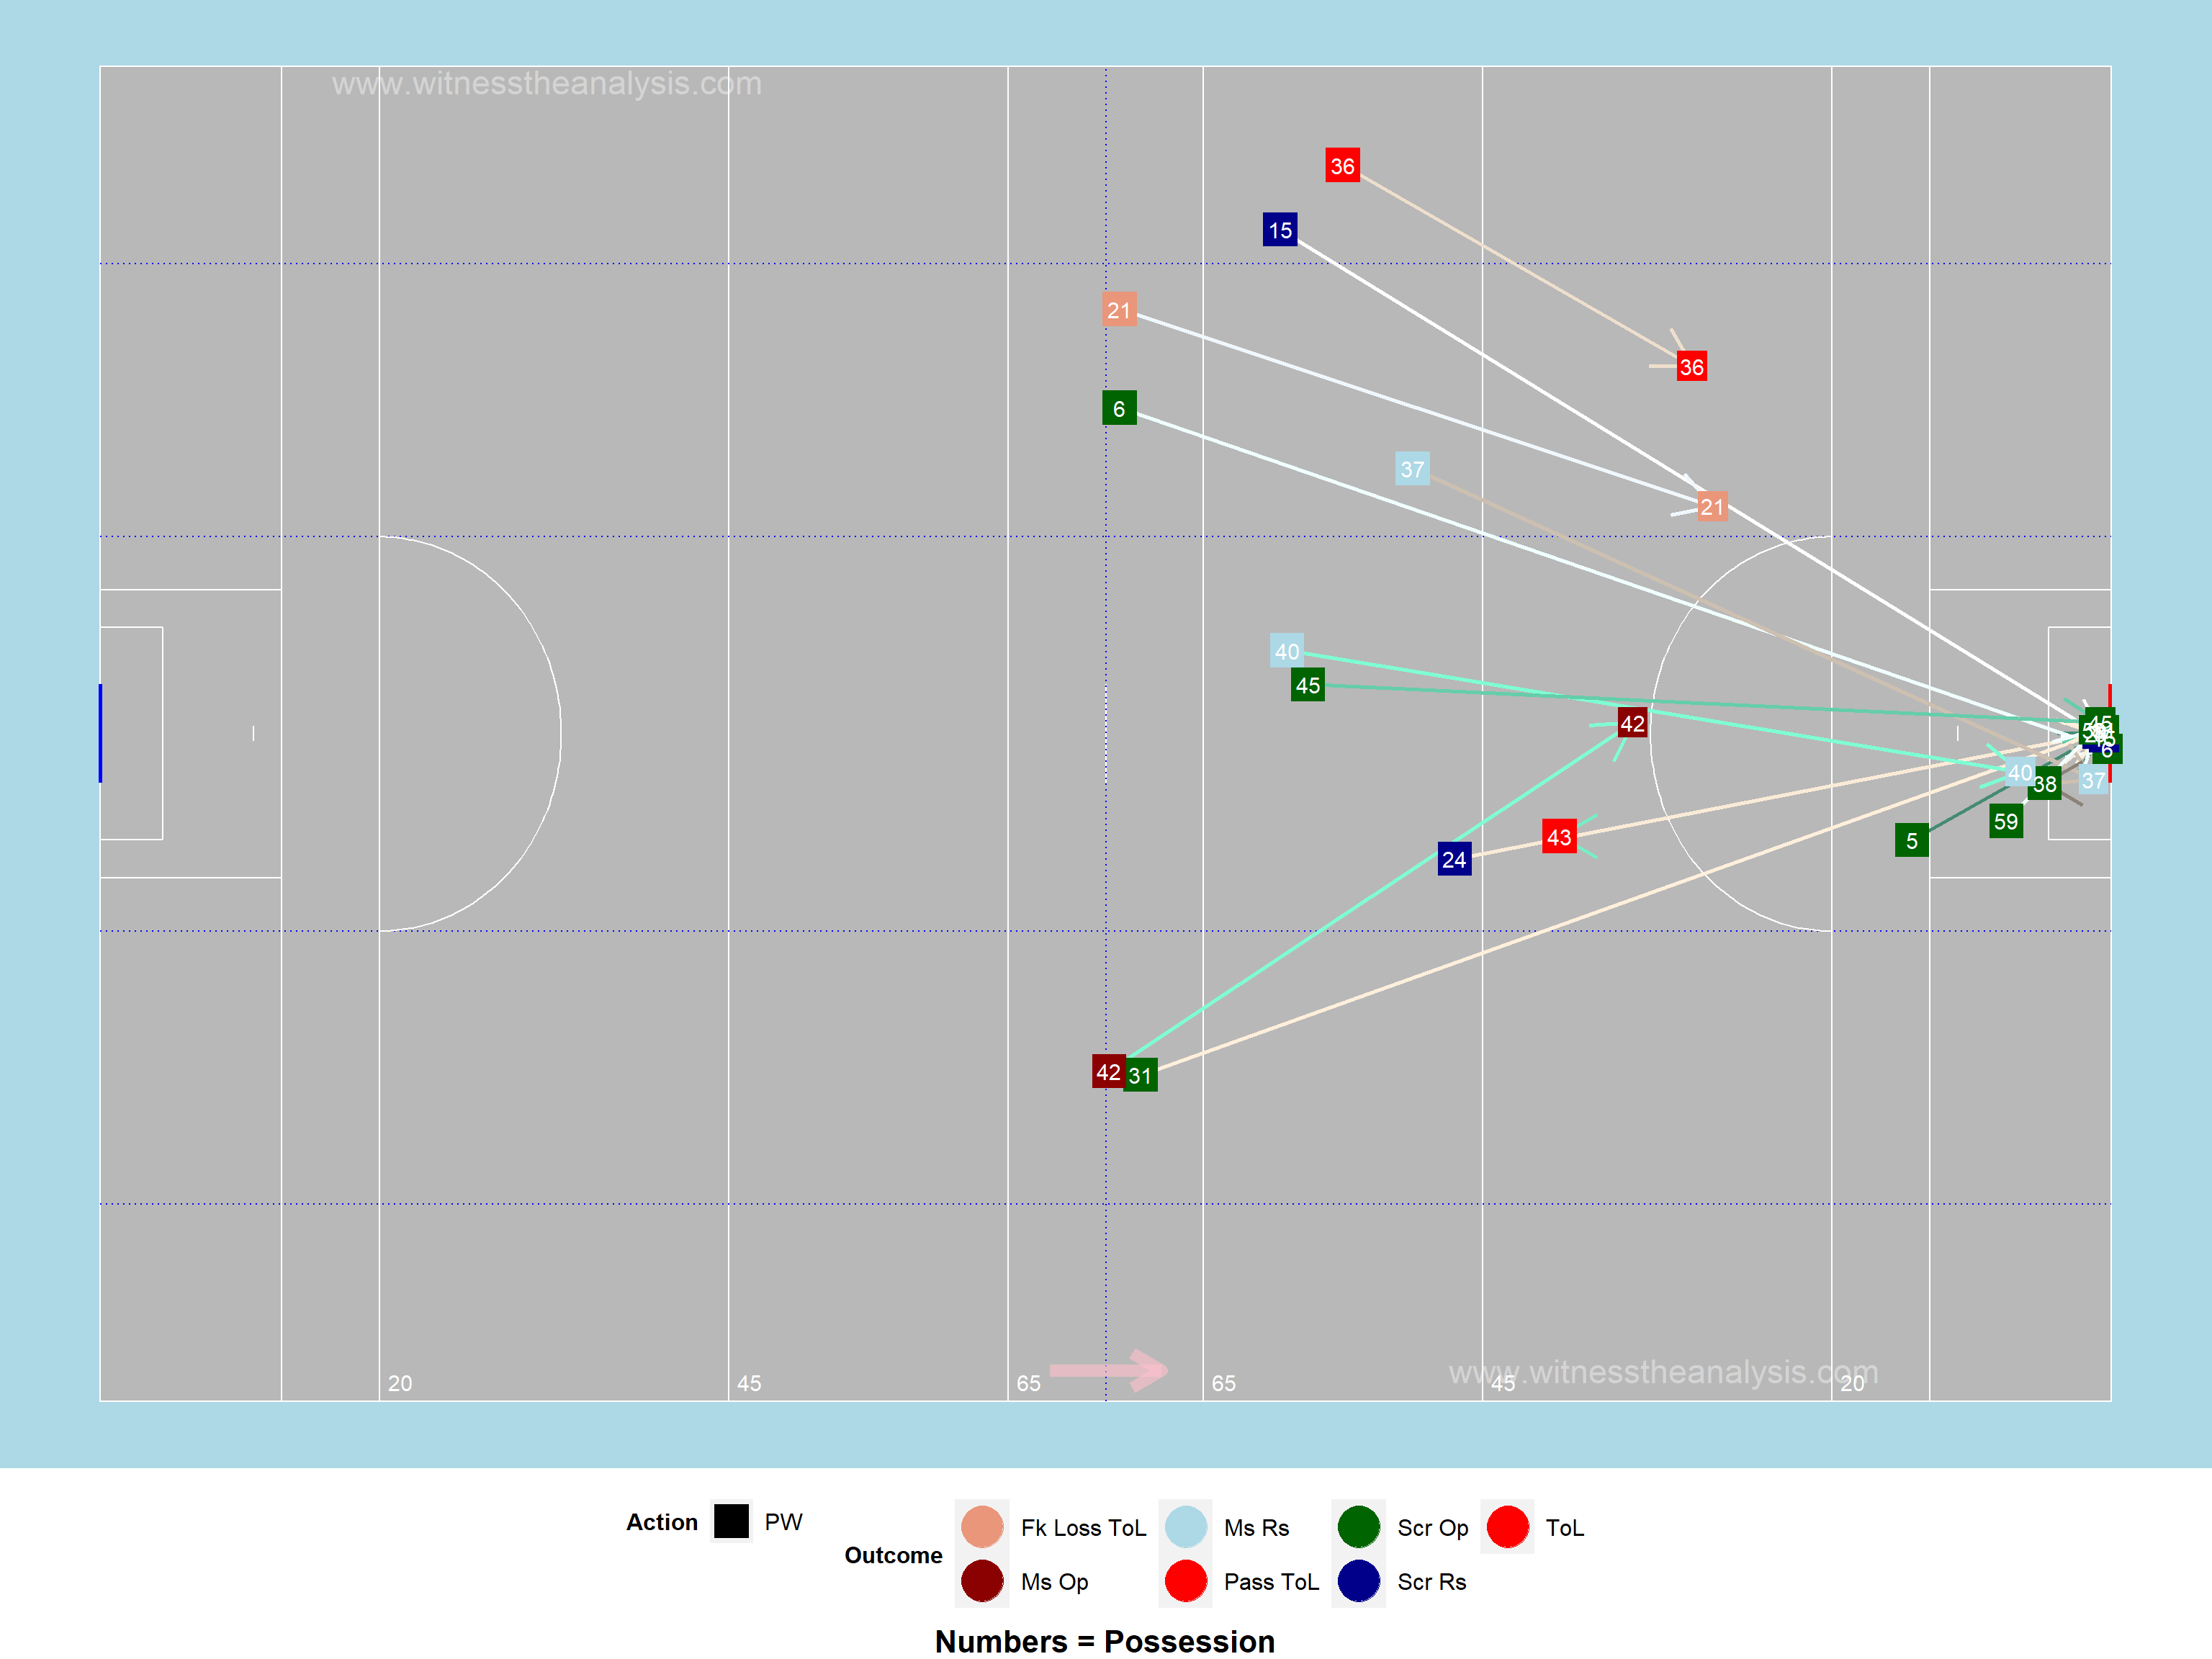 www.witnesstheanalysis.com
36
15
21
36
6
37
21
40
45
42
45
6
40
38
37
43
59
24
5
42
31
www.witnesstheanalysis.com
20
45
65
65
45
20
Action PW
Outcome
Fk Loss ToL
Ms Rs
Scr Op
ToL
Ms Op
Pass ToL
Scr Rs
Numbers = Possession